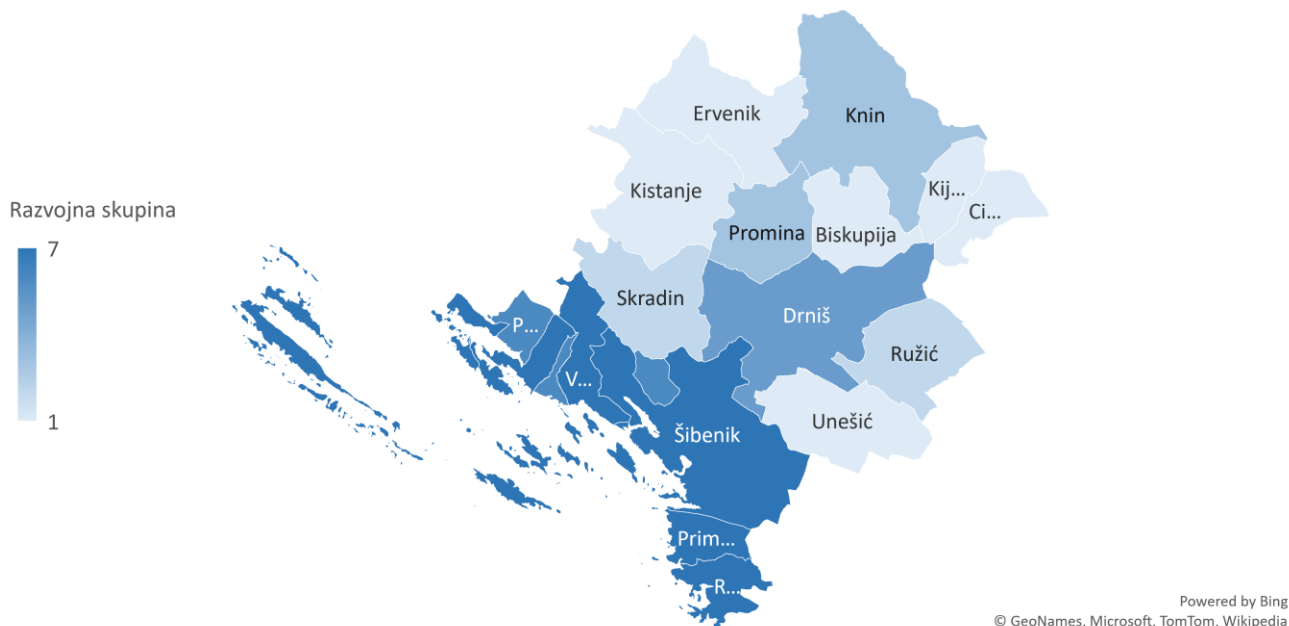 Ervenik
Knin
Kistanje
Kij...
Ci...
Razvojna skupina
7
1
Promina
Biskupija
Skradin
Drniš
P...
Ružić
V...
Unešić
Šibenik
Prim...
R...
Powered by Bing
© GeoNames, Microsoft, TomTom, Wikipedia